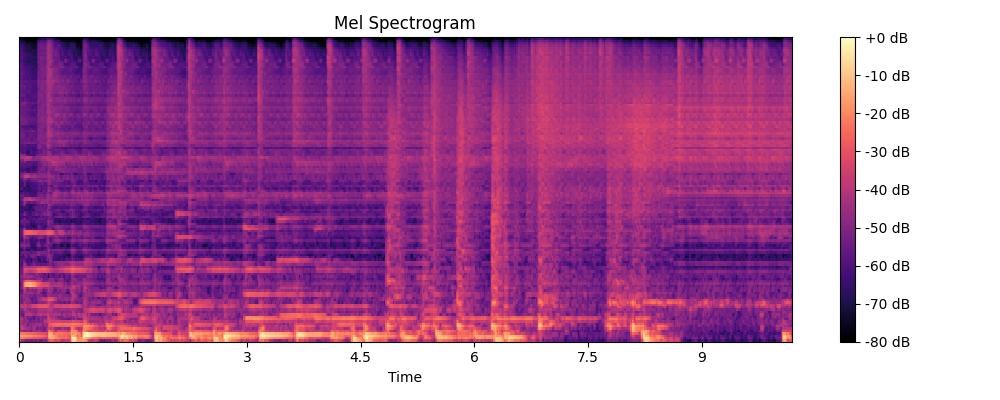 Mel Spectrogram
+0 dB
-10 dB
-20 dB
-30 dB
-40 dB
-50 dB
-60 dB
-70 dB
-80 dB
0 1.5 3 4.5 6 7.5 9
Time